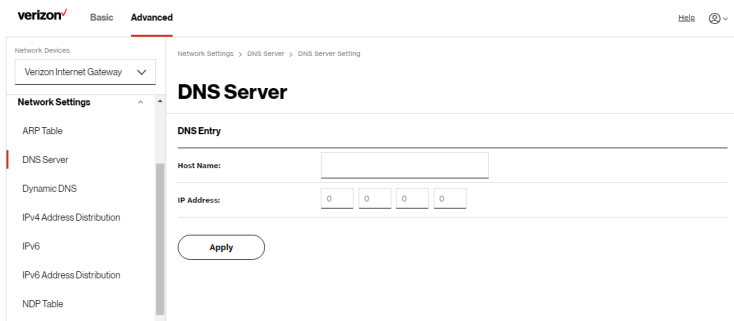 verizon✓ Basic Advanced Help
Network Devices
Verizon Internet Gateway
Network Settings
ARP Table
DNS Server
Dynamic DNS
IPv4 Address Distribution
IPv6
IPv6 Address Distribution
NDP Table
Network Settings > DNS Server > DNS Server Setting
DNS Server
DNS Entry
Host Name:
IP Address: 0 0 0 0
Apply